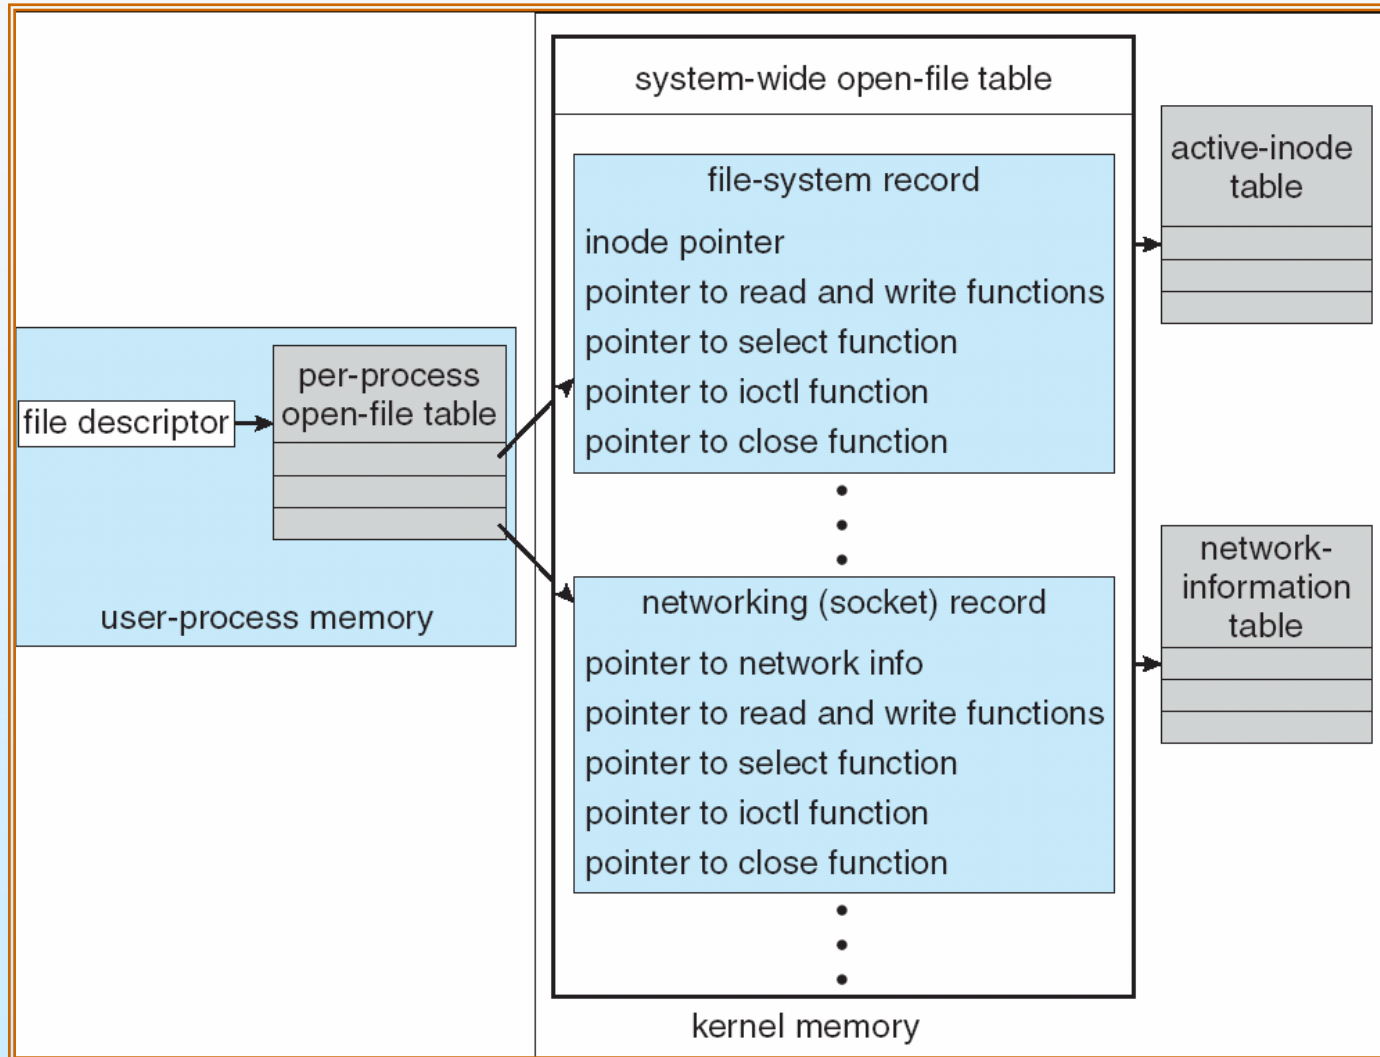 system-wide open-file table
file-system record
inode pointer
pointer to read and write functions
pointer to select function
pointer to ioctl function
pointer to close function
active-inode
table
per-process
open-file table
file descriptor
user-process memory
networking (socket) record
pointer to network info
pointer to read and write functions
pointer to select function
pointer to ioctl function
pointer to close function
network-
information
table
kernel memory